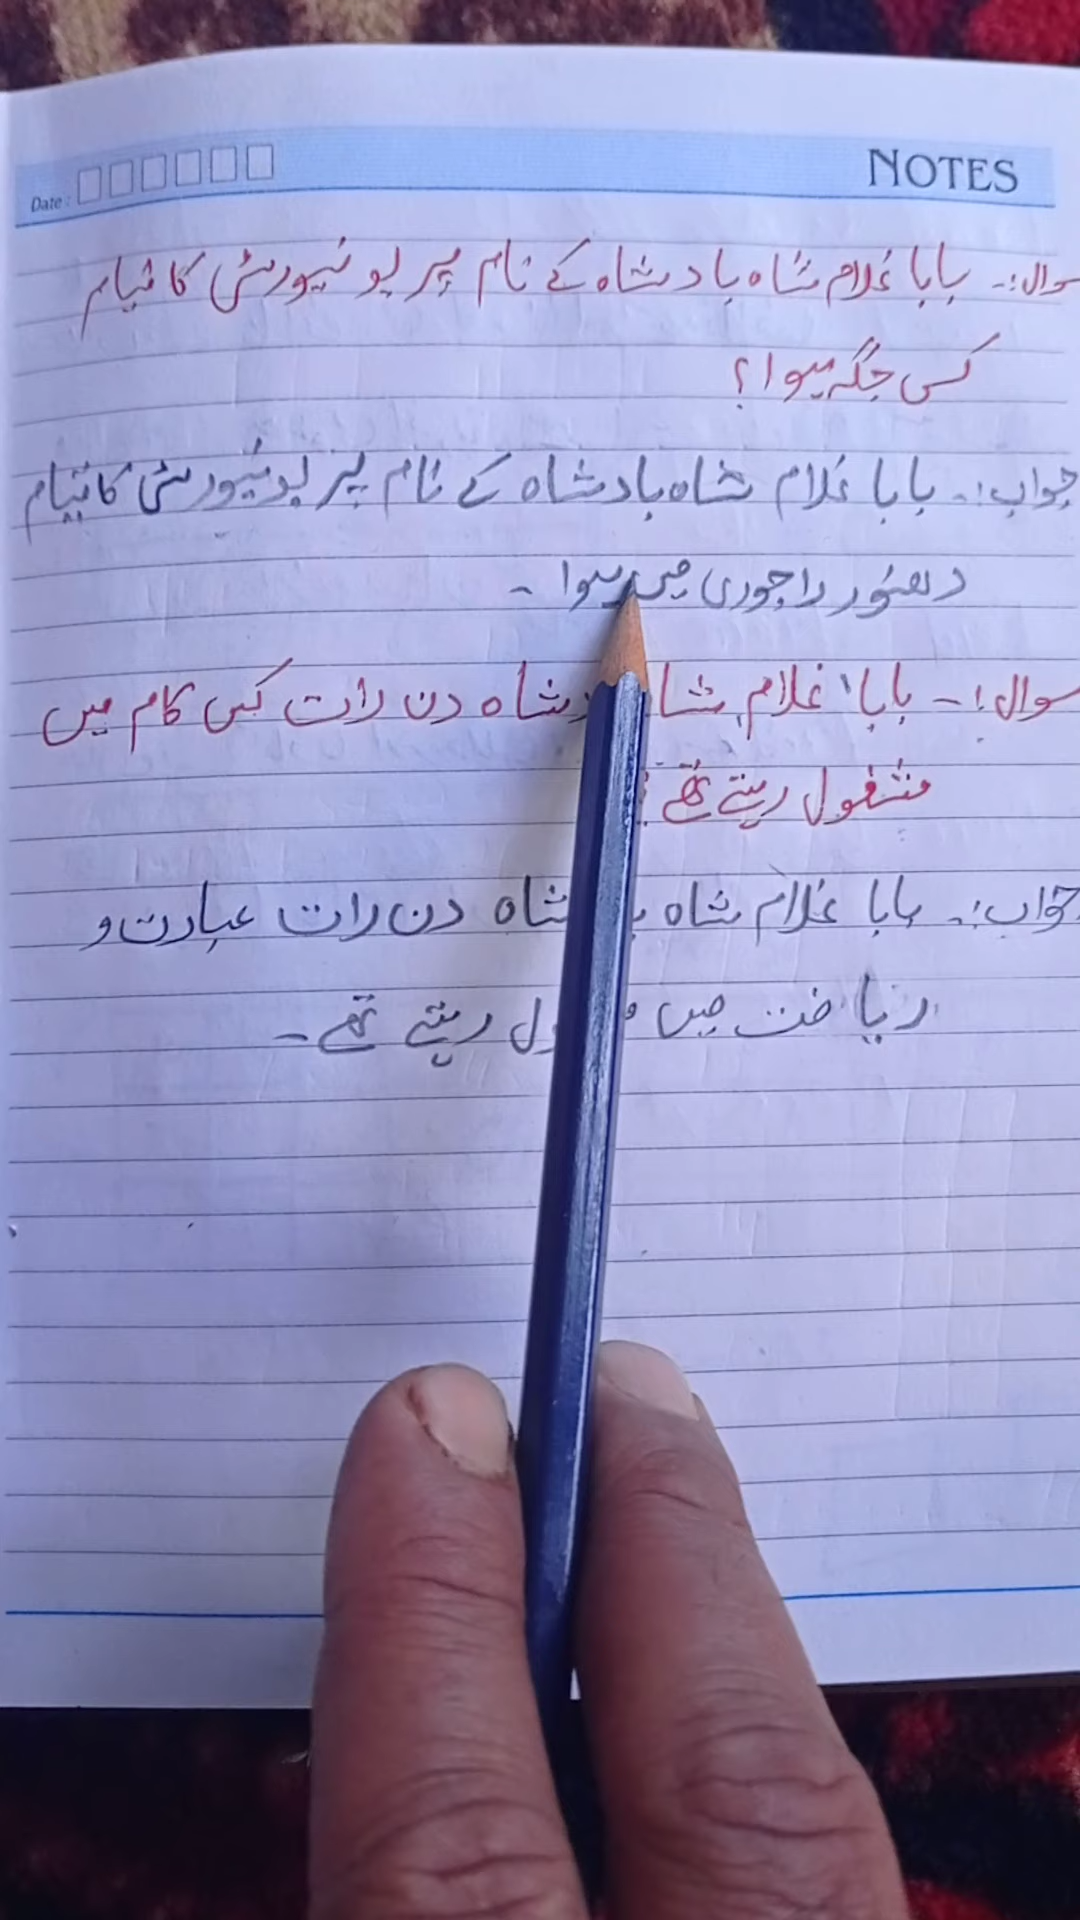 NOTES
Date :
سوال:۔ بابا غلام شاہ بادشاہ کے نام پر یونیورسٹی کا قیام
کس جگہ ہوا؟
جواب:۔ بابا غلام شاہ بادشاہ کے نام پر یونیورسٹی کا قیام
دھنور راجوری میں ہوا ۔
سوال:۔ بابا غلام شاہ دن رات کس کام میں
مشغول رہتے تھے
جواب:۔ بابا غلام شاہ دن رات عبادت و
ریاضت میں رہتے تھے ۔